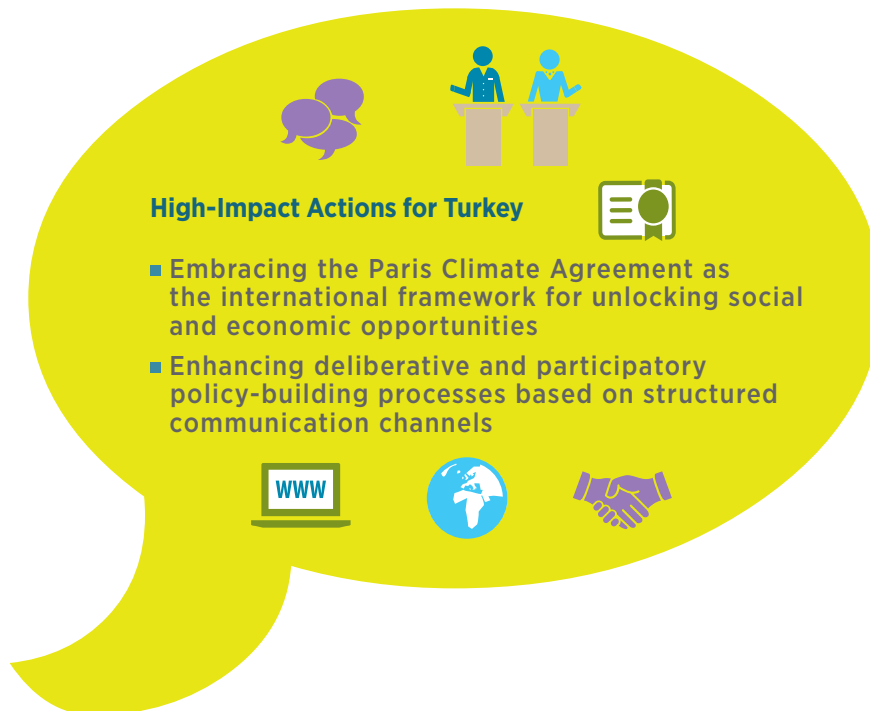 High-Impact Actions for Turkey
Embracing the Paris Climate Agreement as
the international framework for unlocking social
and economic opportunities
Enhancing deliberative and participatory
policy-building processes based on structured
communication channels
WWW